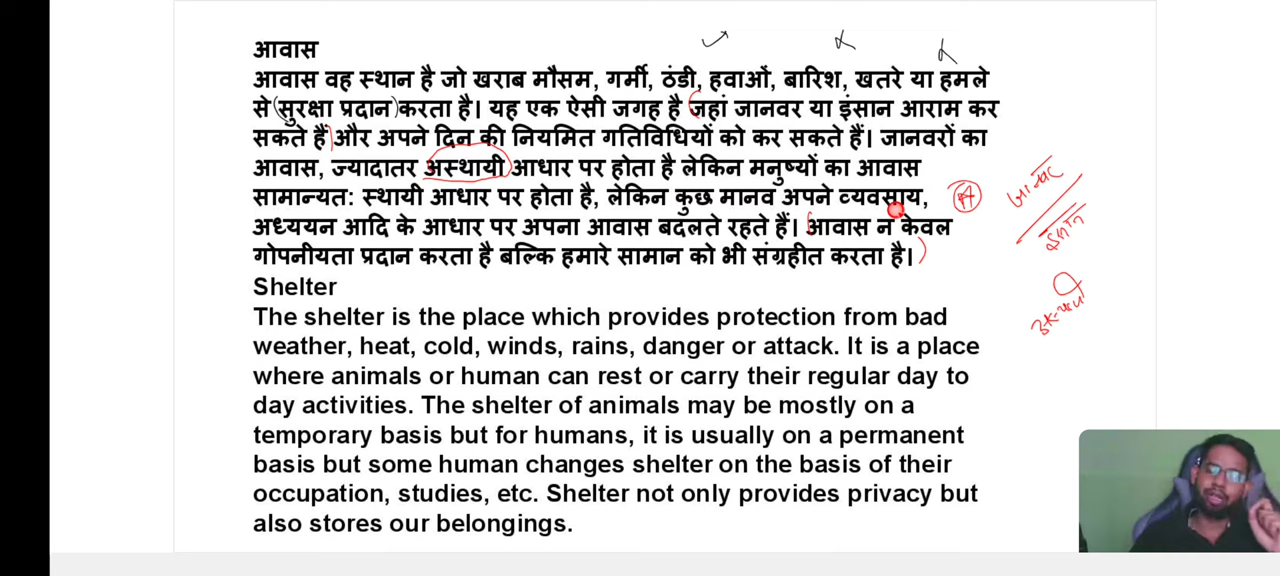 आवास
आवास वह स्थान है जो खराब मौसम, गर्मी, ठंडी, हवाओं, बारिश, खतरे या हमले
से (सुरक्षा प्रदान) करता है। यह एक ऐसी जगह है (जहां जानवर या इंसान आराम कर
सकते हैं) और अपने दिन की नियमित गतिविधियों को कर सकते हैं। जानवरों का
आवास, ज्यादातर अस्थायी आधार पर होता है लेकिन मनुष्यों का आवास
सामान्यत: स्थायी आधार पर होता है, लेकिन कुछ मानव अपने व्यवसाय,
अध्ययन आदि के आधार पर अपना आवास बदलते रहते हैं। (आवास न केवल
गोपनीयता प्रदान करता है बल्कि हमारे सामान को भी संग्रहीत करता है।)
Shelter
The shelter is the place which provides protection from bad
weather, heat, cold, winds, rains, danger or attack. It is a place
where animals or human can rest or carry their regular day to
day activities. The shelter of animals may be mostly on a
temporary basis but for humans, it is usually on a permanent
basis but some human changes shelter on the basis of their
occupation, studies, etc. Shelter not only provides privacy but
also stores our belongings.